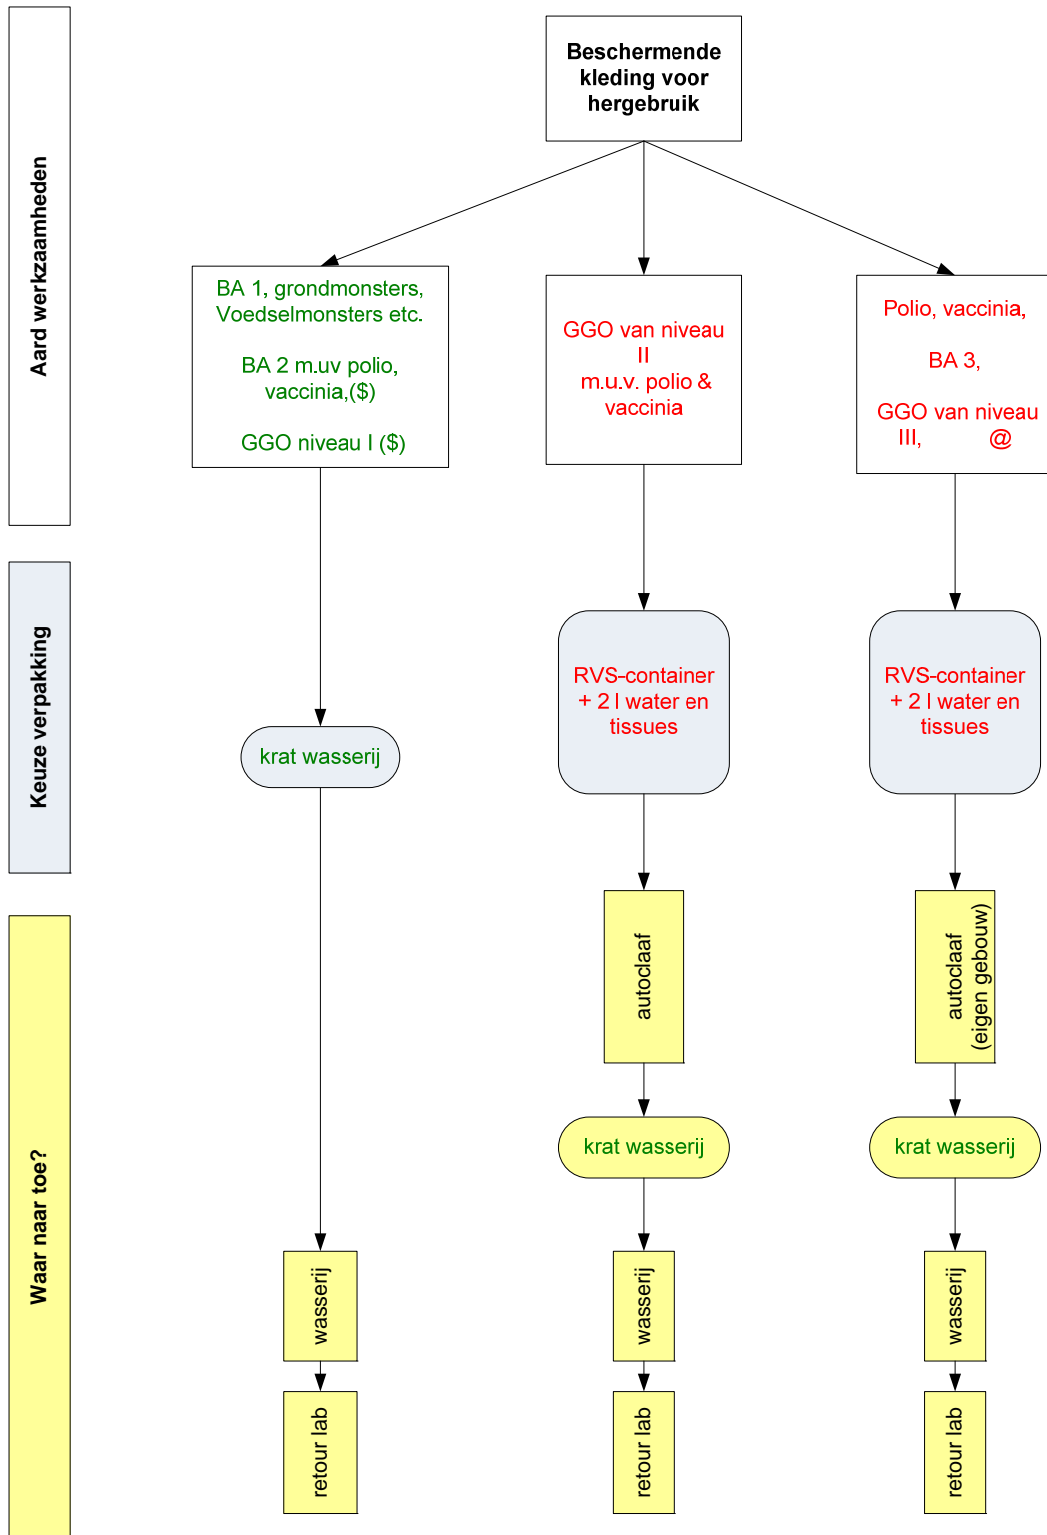 Aard werkzaamheden
Beschermende
kleding voor
hergebruik
BA 1, grondmonsters,
Voedselmonsters etc.
BA 2 m.uv polio,
vaccinia,($)
GGO niveau I ($)
GGO van niveau
II
m.u.v. polio &
vaccinia
Polio, vaccinia,
BA 3,
GGO van niveau
III, @
Keuze verpakking
krat wasserij
RVS-container
+ 2 l water en
tissues
RVS-container
+ 2 l water en
tissues
Waar naar toe?
autoclaaf
autoclaaf
(eigen gebouw)
krat wasserij
krat wasserij
wasserij
wasserij
wasserij
retour lab
retour lab
retour lab